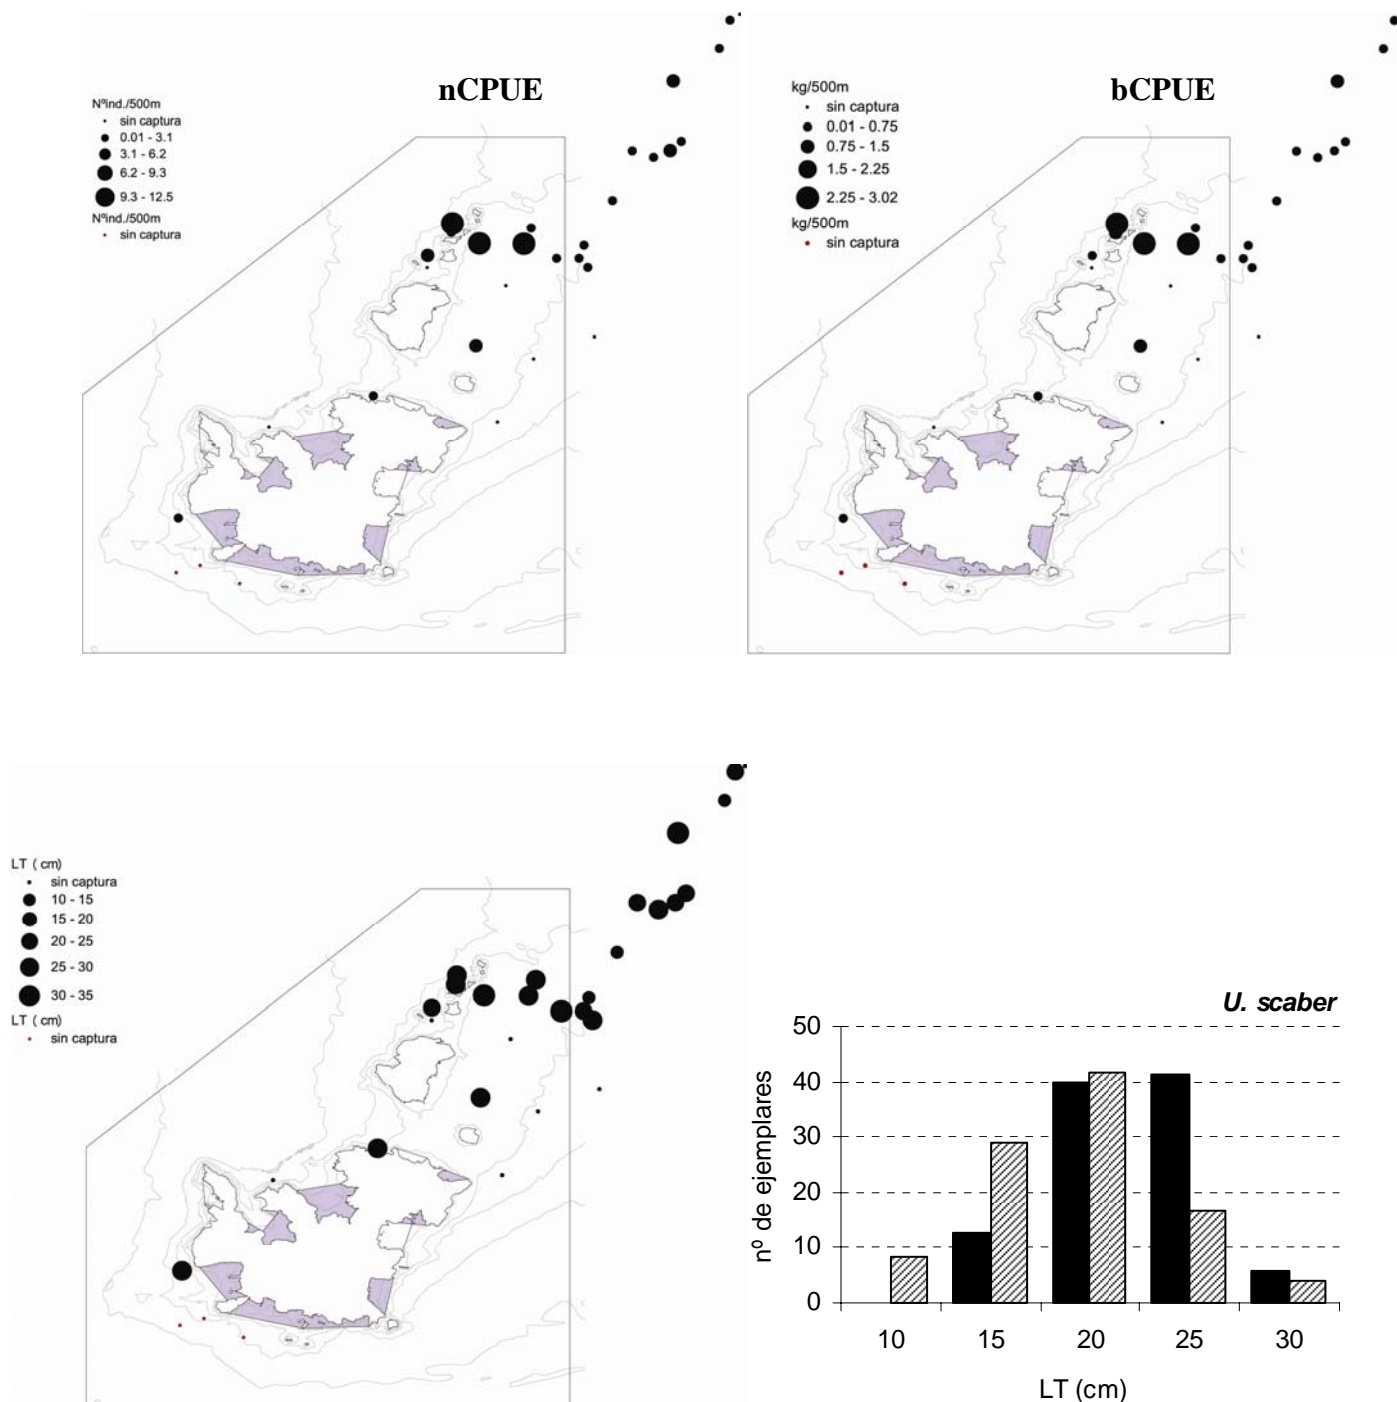 nCPUE
Nºind./500m
sin captura
0.01 - 3.1
3.1 - 6.2
6.2 - 9.3
9.3 - 12.5
Nºind./500m
sin captura
bCPUE
kg/500m
sin captura
0.01 - 0.75
0.75 - 1.5
1.5 - 2.25
2.25 - 3.02
kg/500m
sin captura
LT ( cm)
sin captura
10 - 15
15 - 20
20 - 25
25 - 30
30 - 35
LT ( cm)
sin captura
U. scaber
nº de ejemplares
50
40
30
20
10
0
10 15 20 25 30
LT (cm)